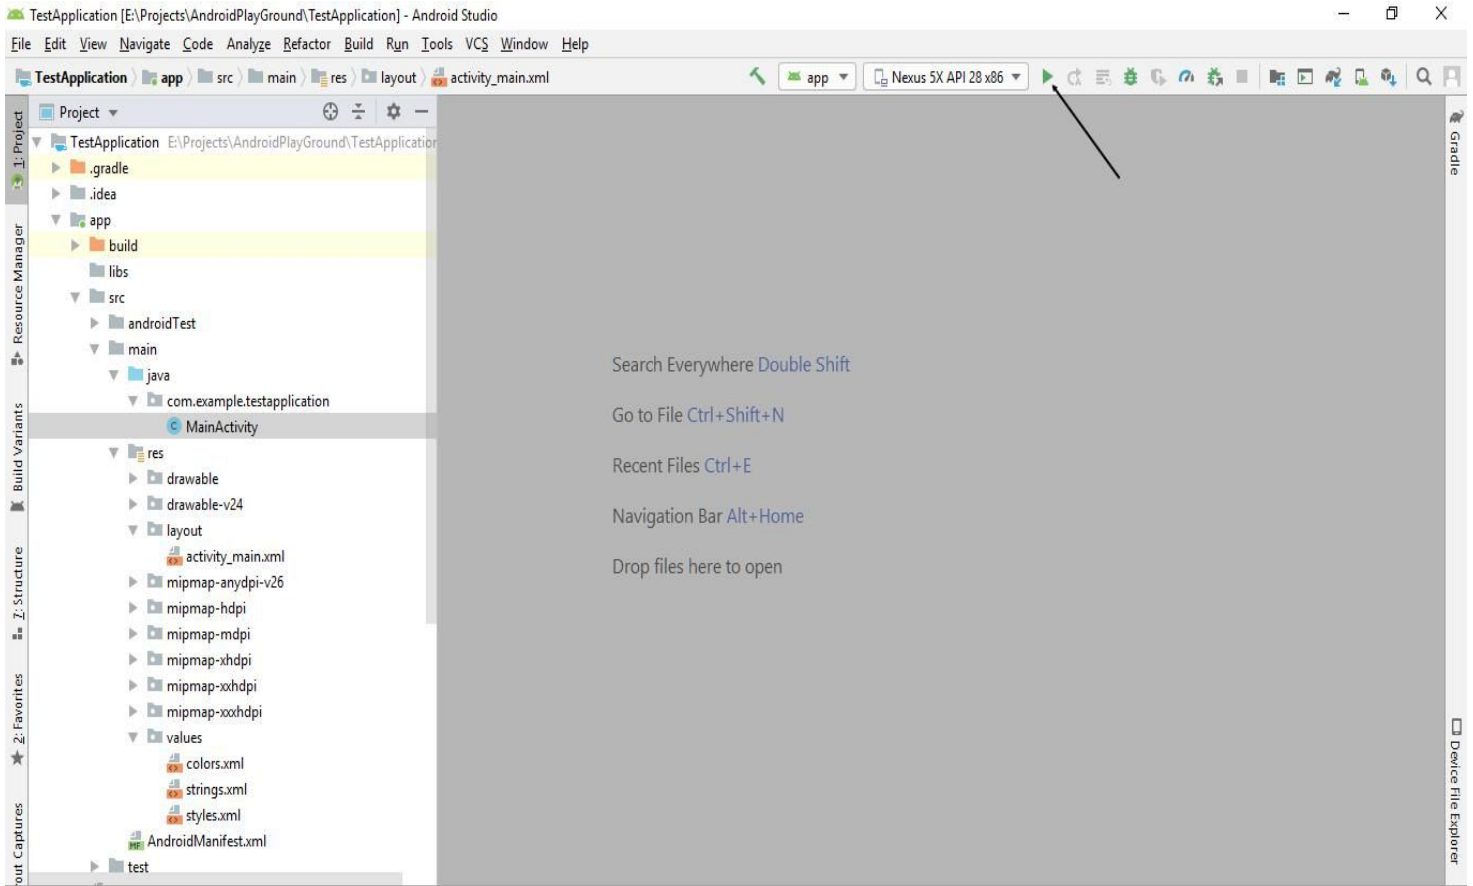 TestApplication [E:\Projects\AndroidPlayGround\TestApplication] - Android Studio
File Edit View Navigate Code Analyze Refactor Build Run Tools VCS Window Help
TestApplication app src main res layout activity_main.xml app Nexus 5X API 28 x86
Project
TestApplication E:\Projects\AndroidPlayGround\TestApplication
.gradle
.idea
app
build
libs
src
androidTest
main
java
com.example.testapplication
MainActivity
res
drawable
drawable-v24
layout
activity_main.xml
mipmap-anydpi-v26
mipmap-hdpi
mipmap-mdpi
mipmap-xhdpi
mipmap-xxhdpi
mipmap-xxxhdpi
values
colors.xml
strings.xml
styles.xml
AndroidManifest.xml
test
1: Project
Resource Manager
Build Variants
7: Structure
2: Favorites
out Captures
Search Everywhere Double Shift
Go to File Ctrl+Shift+N
Recent Files Ctrl+E
Navigation Bar Alt+Home
Drop files here to open
Gradle
Device File Explorer